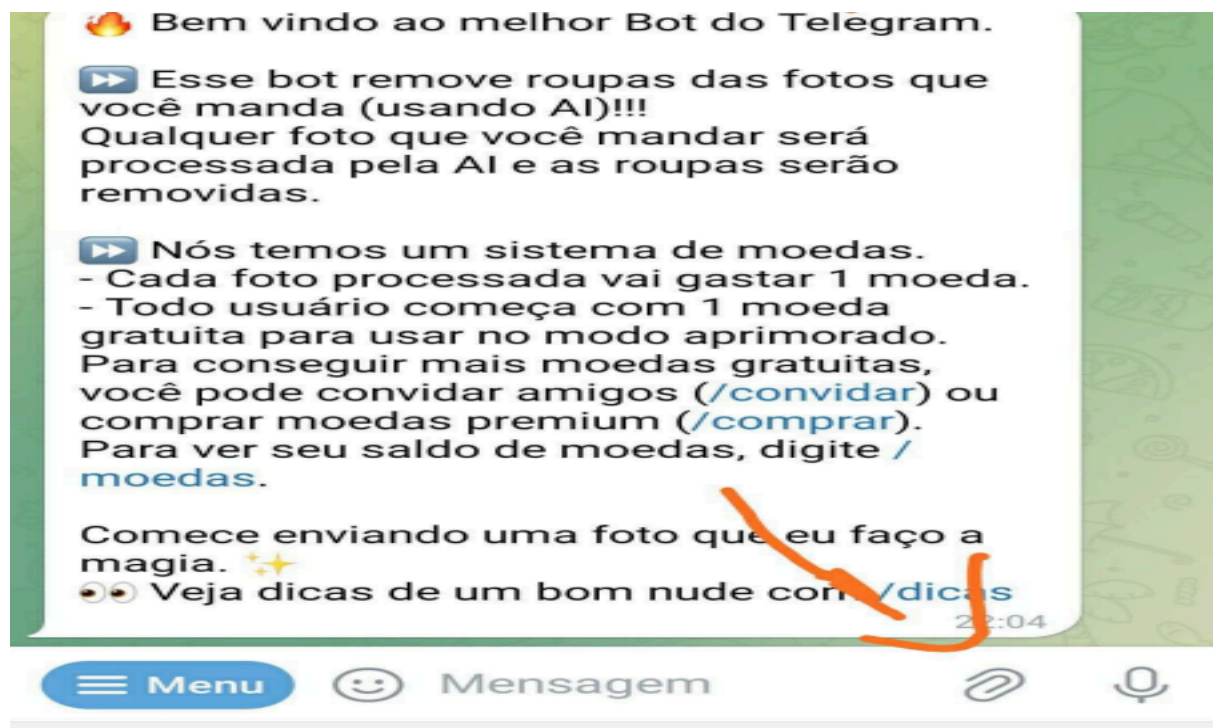 🔥 Bem vindo ao melhor Bot do Telegram.
⏩ Esse bot remove roupas das fotos que
você manda (usando AI)!!!
Qualquer foto que você mandar será
processada pela AI e as roupas serão
removidas.
⏩ Nós temos um sistema de moedas.
- Cada foto processada vai gastar 1 moeda.
- Todo usuário começa com 1 moeda
gratuita para usar no modo aprimorado.
Para conseguir mais moedas gratuitas,
você pode convidar amigos (/convidar) ou
comprar moedas premium (/comprar).
Para ver seu saldo de moedas, digite /
moedas.
Comece enviando uma foto que eu faço a
magia. ✨
👀 Veja dicas de um bom nude com /dicas
22:04
Menu Mensagem